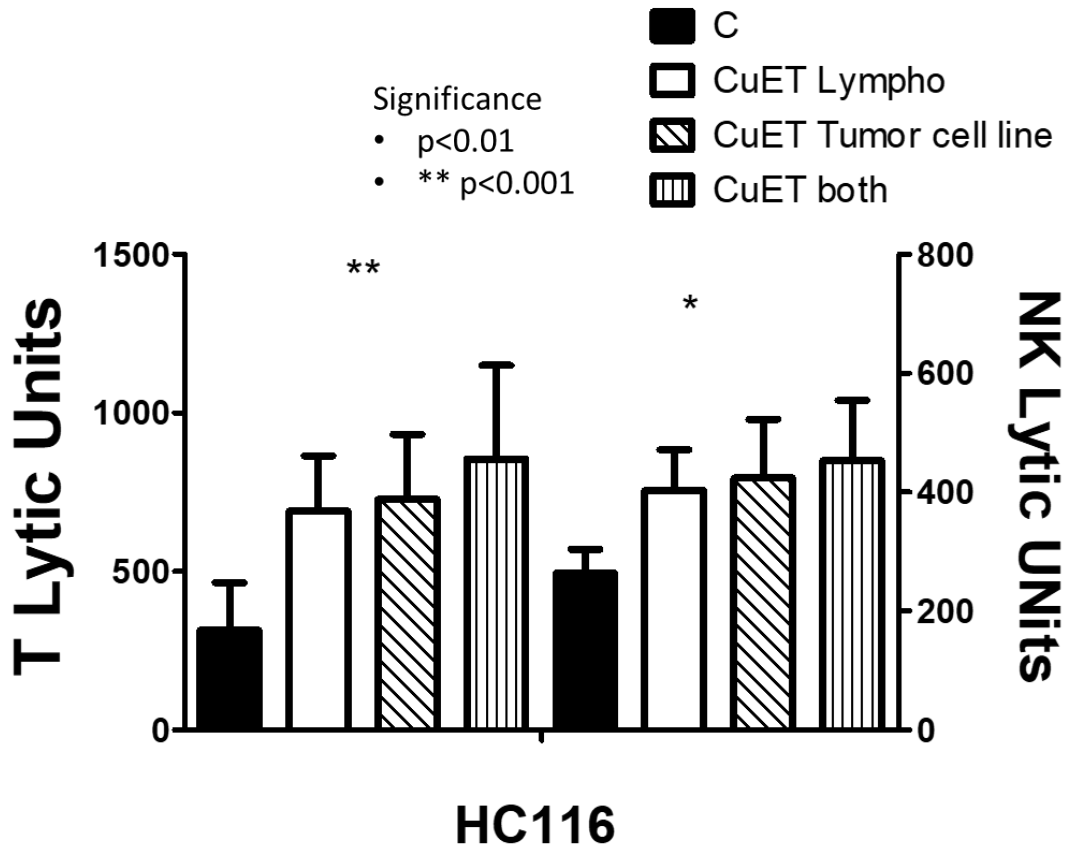 C
CuET Lympho
CuET Tumor cell line
CuET both
Significance
• p<0.01
• ** p<0.001
T Lytic Units
1500
1000
500
0
**
*
800
600
400
200
0
NK Lytic UNits
HC116